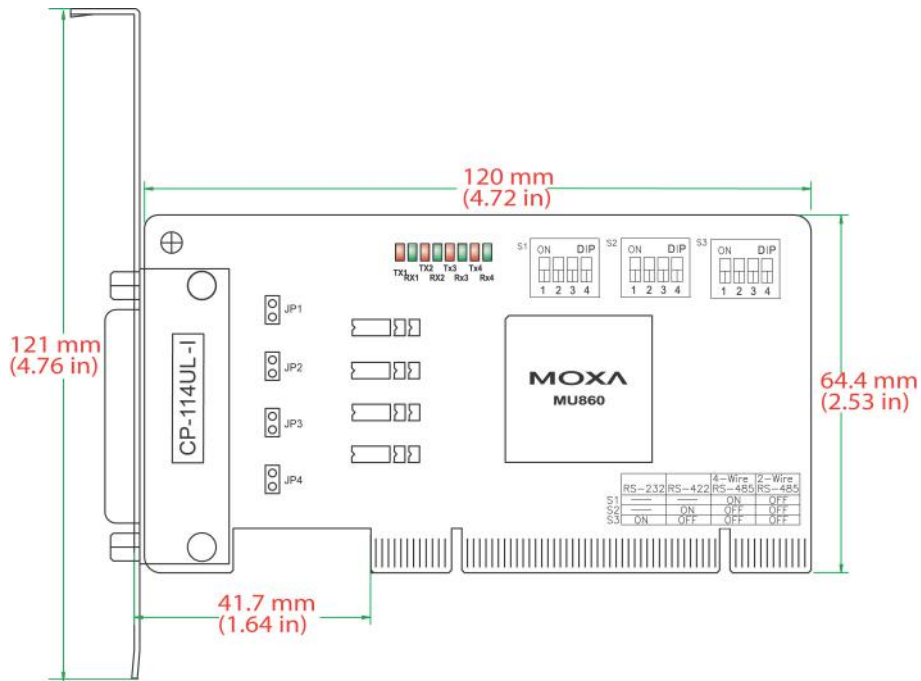 120 mm
(4.72 in)
S1 ON DIP
1 2 3 4
S2 ON DIP
1 2 3 4
S3 ON DIP
1 2 3 4
TX1 TX2 Tx3 Tx4
RX1 RX2 Rx3 Rx4
JP1
JP2
JP3
JP4
121 mm
(4.76 in)
CP-114UL-I
MOXA
MU860
64.4 mm
(2.53 in)
4-Wire 2-Wire
RS-232 RS-422 RS-485 RS-485
S1 — — ON OFF
S2 — ON OFF OFF
S3 ON OFF OFF OFF
41.7 mm
(1.64 in)